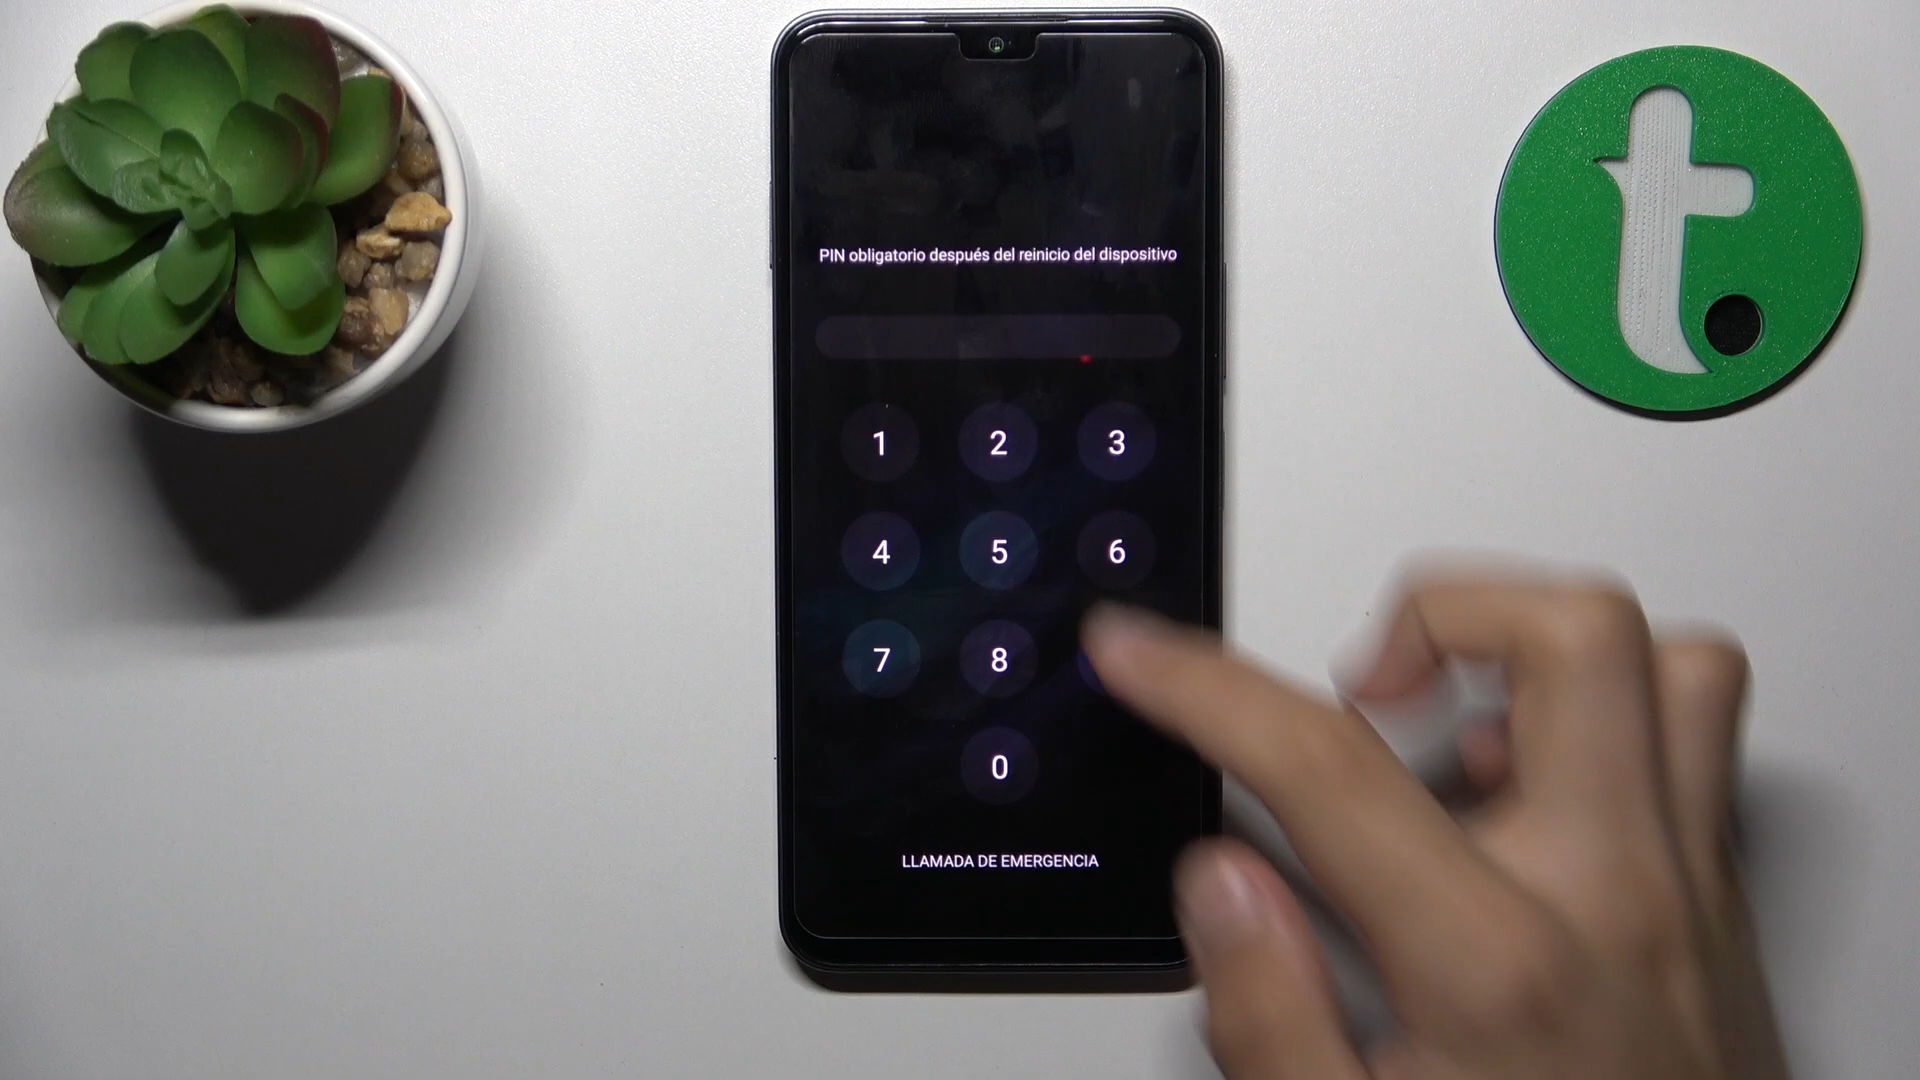 PIN obligatorio después del reinicio del dispositivo
1 2 3
4 5 6
7 8
0
LLAMADA DE EMERGENCIA
t